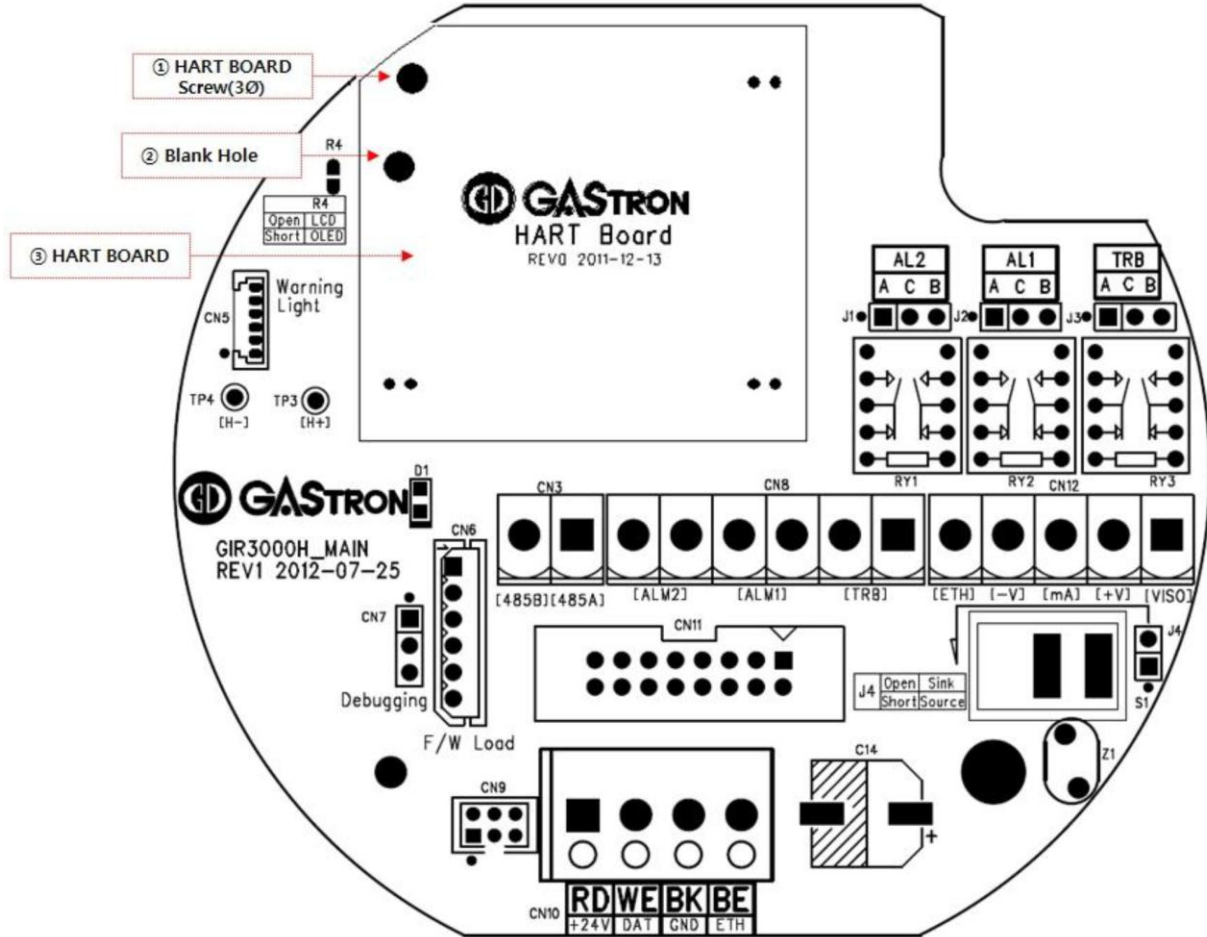 ① HART BOARD
Screw(3Ø)
② Blank Hole
③ HART BOARD
R4
R4
Open LCD
Short OLED
GASTRON
HART Board
REV0 2011-12-13
CN5
Warning
Light
TP4
[H-]
TP3
[H+]
AL2
A C B
AL1
A C B
TRB
A C B
J1
J2
J3
RY1
RY2
RY3
GASTRON
D1
GIR3000H_MAIN
REV1 2012-07-25
CN3
CN8
CN12
[485B][485A]
[ALM2]
[ALM1]
[TRB]
[ETH]
[-V]
[mA]
[+V]
[VISO]
CN6
1
CN7
Debugging
F/W Load
CN11
J4
Open Sink
Short Source
J4
S1
Z1
C14
+
CN9
CN10
RD WE BK BE
+24V DAT GND ETH